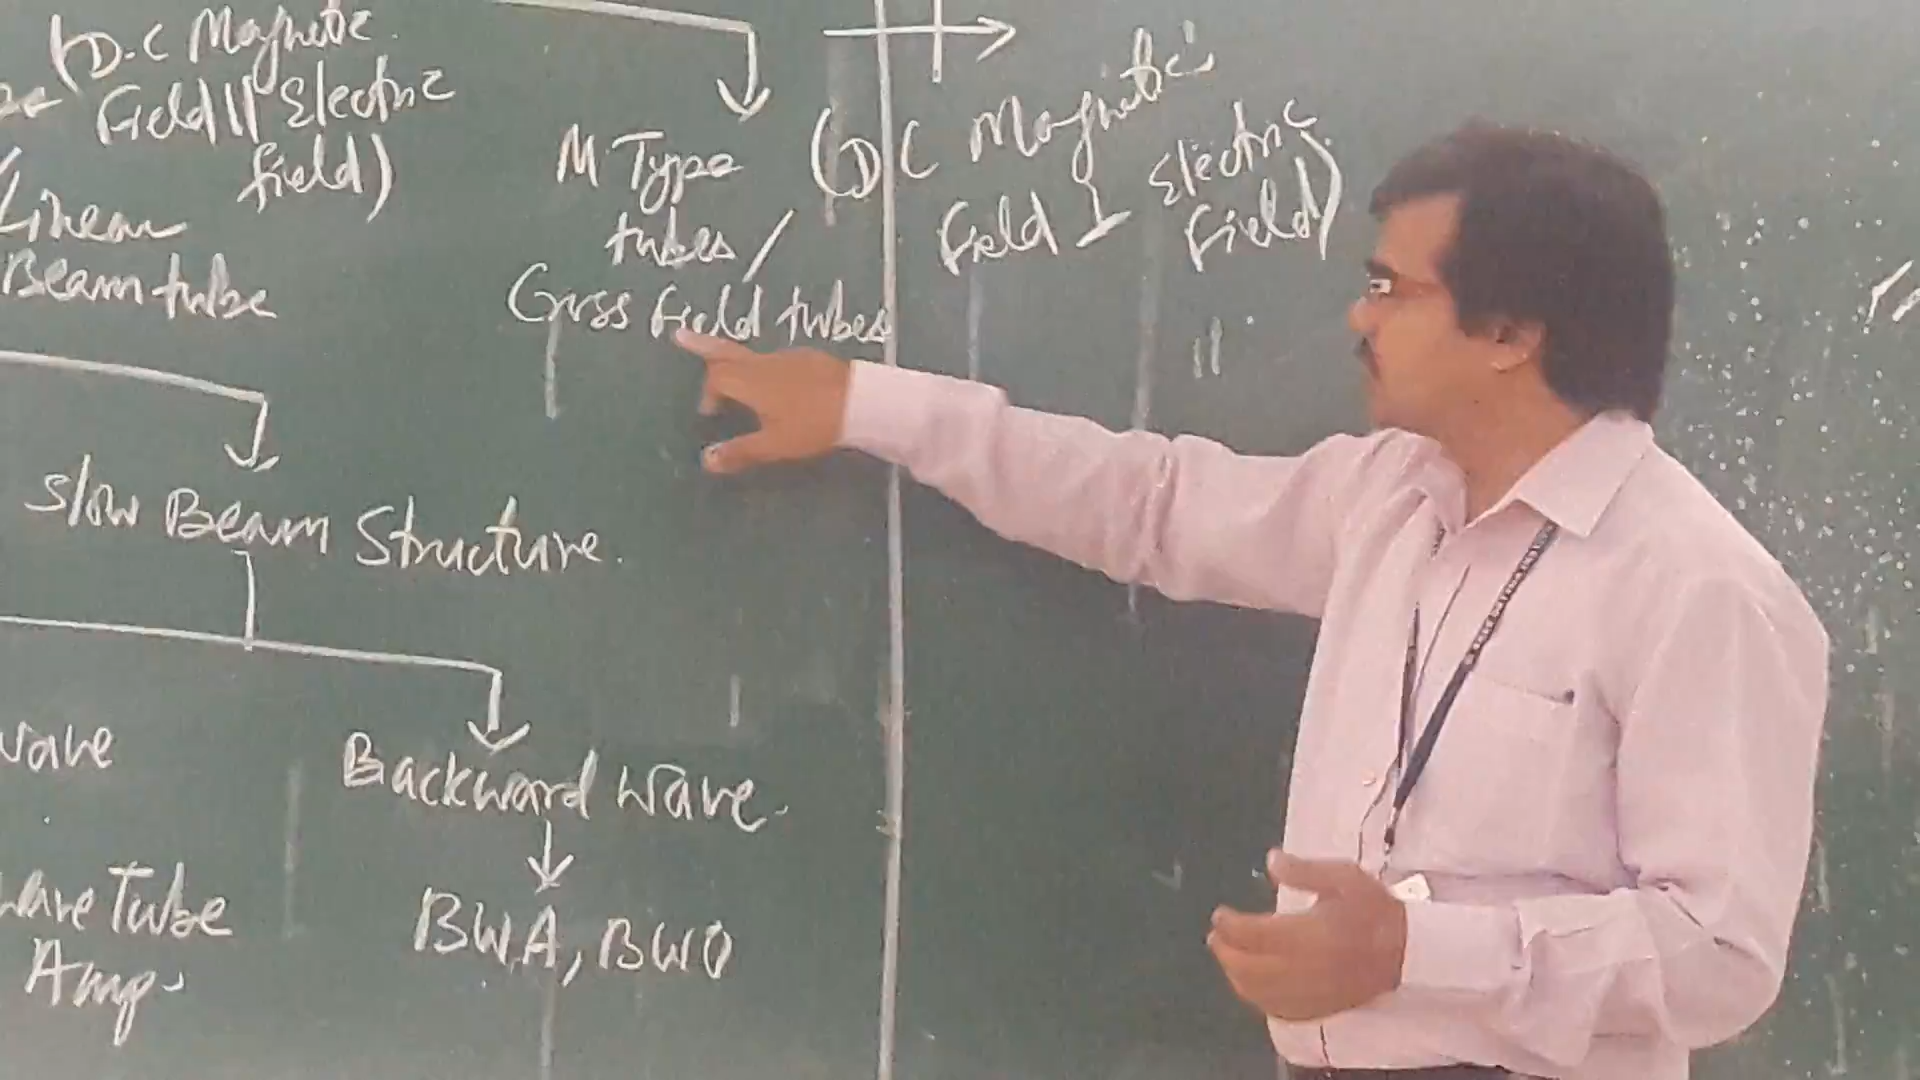 (D.C Magnetic
Field || Electric
field)
Linear
Beam tube
M Type
tubes/
Cross field tubes
(DC Magnetic
Field ⊥ Electric
Field)
"
Slow Beam Structure.
Wave
Backward Wave.
Wave Tube
Amp.
BWA, BWO